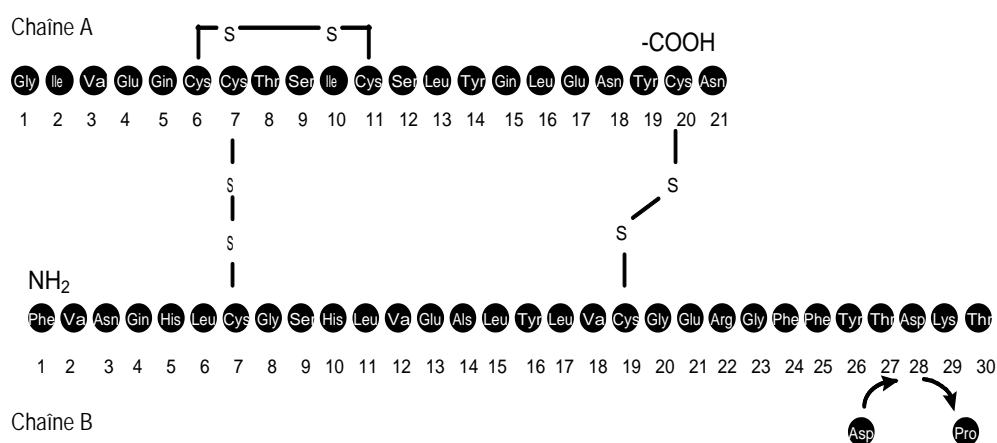 Chaîne A
S S
-COOH
Gly Ile Va Glu Gin Cys Cys Thr Ser Ile Cys Ser Leu Tyr Gin Leu Glu Asn Tyr Cys Asn
1 2 3 4 5 6 7 8 9 10 11 12 13 14 15 16 17 18 19 20 21
S S
S S
NH2
Phe Va Asn Gin His Leu Cys Gly Ser His Leu Va Glu Als Leu Tyr Leu Va Cys Gly Glu Arg Gly Phe Phe Tyr Thr Asp Lys Thr
1 2 3 4 5 6 7 8 9 10 11 12 13 14 15 16 17 18 19 20 21 22 23 24 25 26 27 28 29 30
Chaîne B
Asp Pro